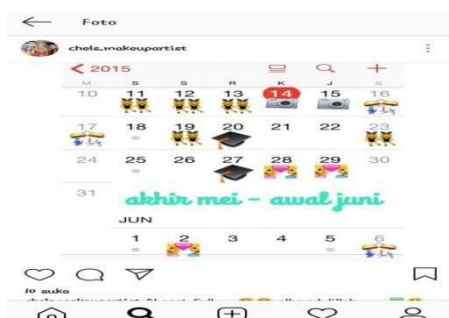 Foto
chels.makeupartist
2015
M S S R K J S
10 11 12 13 14 15 16
17 18 19 20 21 22 23
24 25 26 27 28 29 30
31 akhir mei - awal juni
JUN
1 2 3 4 5 6
10 suka